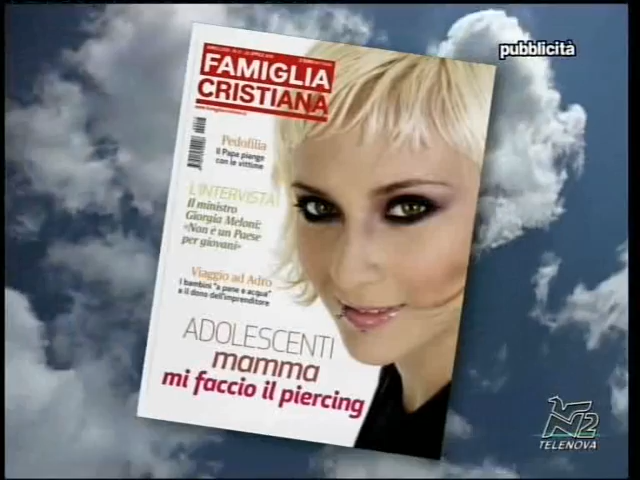 pubblicità
FAMIGLIA
CRISTIANA
Pedofilia
Il Papa piange
con le vittime
L'INTERVISTA
Il ministro
Giorgia Meloni:
«Non è un Paese
per giovani»
Viaggio ad Adro
I bambini "a pane e acqua"
e il dono dell'imprenditore
ADOLESCENTI
mamma
mi faccio il piercing
2
TELENOVA